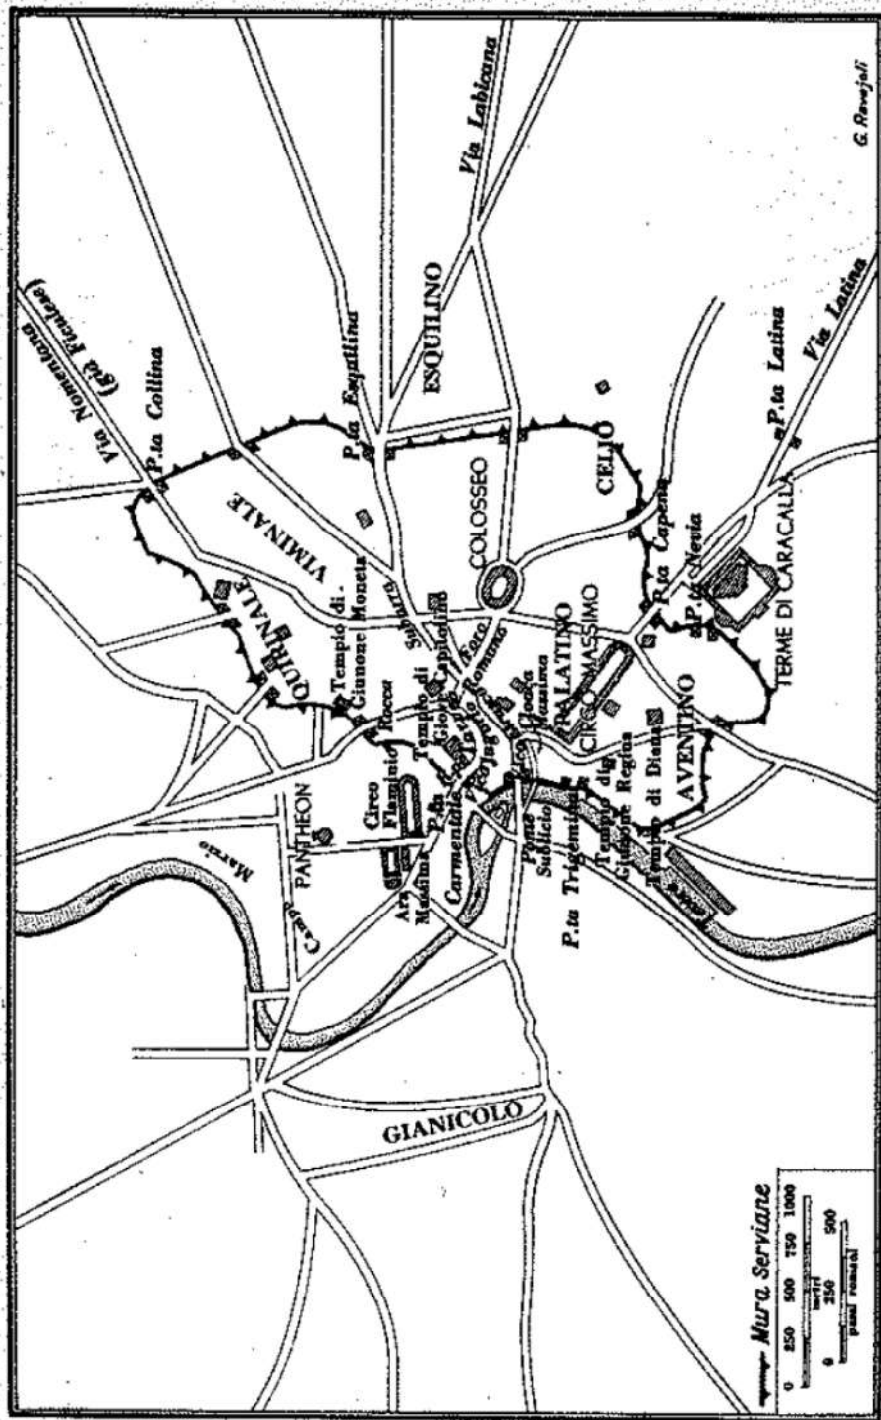 G. Ravajoli
Via Labicana
Via Nomentana
(già Ficulese)
P.ta Collina
P.ta Esquilina
ESQUILINO
Via Latina
P.ta Latina
VIMINALE
QUIRINALE
CELIO
COLOSSEO
P.ta Capena
P.ta Nevia
TERME DI CARACALLA
Tempio di
Giunone Moneta
Suburra
Foro
Romano
Tempio di
Giove Capitolino
Rocca
Cloaca
Massima
PALATINO
CIRCO MASSIMO
AVENTINO
PANTHEON
Circo
Flaminio
P.ta
Carmentale
Vico Jugario
Ara
Massima
Campo
Marzio
Ponte
Sublicio
P.ta Trigemina
Tempio di
Giunone Regina
Tempio di Diana
GIANICOLO
Mura Serviane
0 250 500 750 1000
metri
0 250 500
passi romani